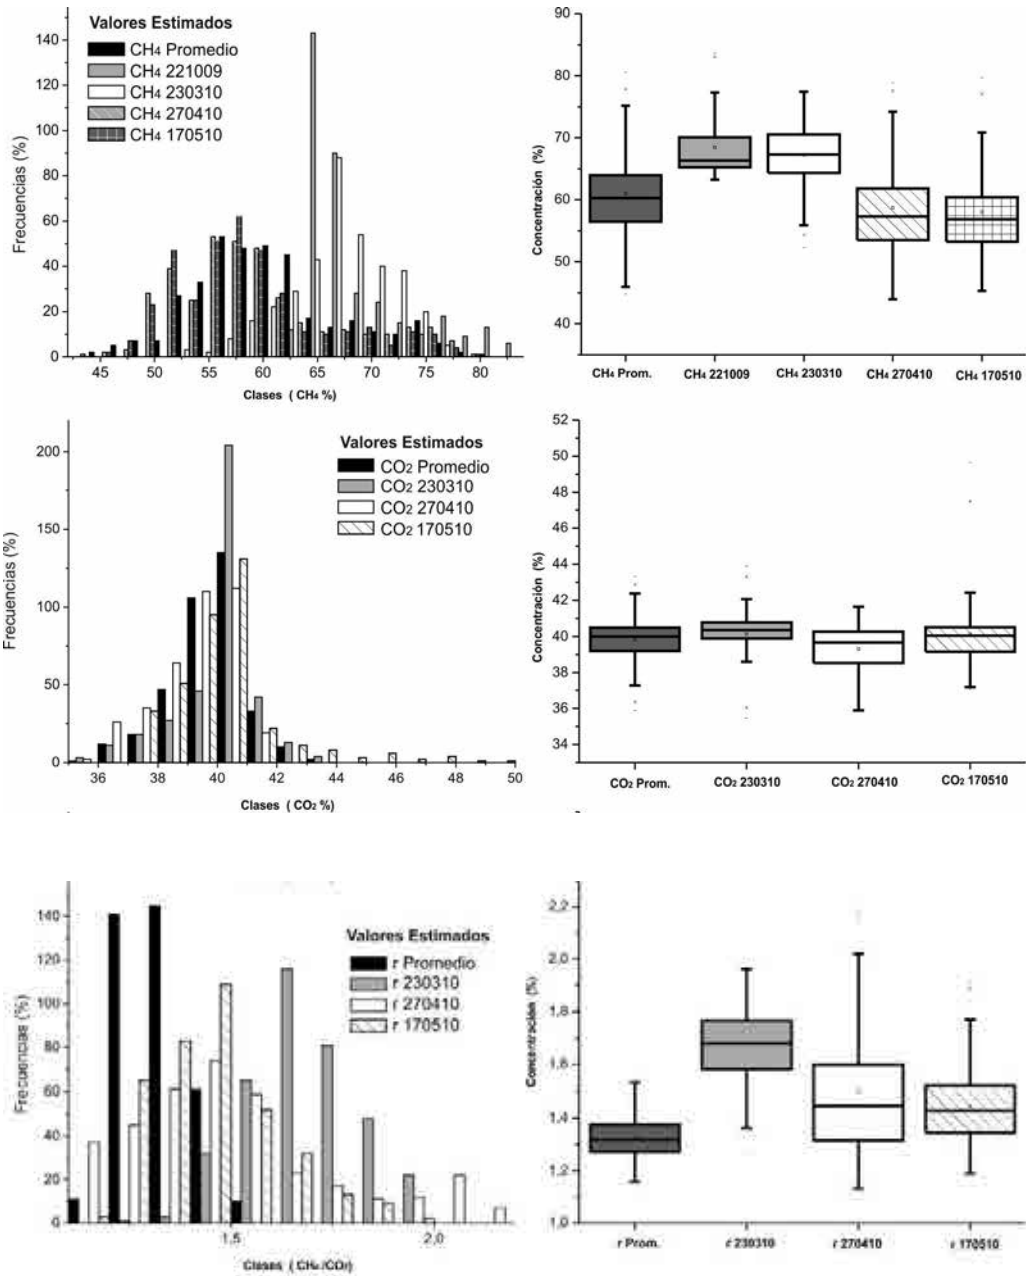 Valores Estimados
CH4 Promedio
CH4 221009
CH4 230310
CH4 270410
CH4 170510
Frecuencias (%)
140
120
100
80
60
40
20
0
45 50 55 60 65 70 75 80
Clases ( CH4 %)
Concentración (%)
90
80
70
60
50
40
CH4 Prom. CH4 221009 CH4 230310 CH4 270410 CH4 170510
Valores Estimados
CO2 Promedio
CO2 230310
CO2 270410
CO2 170510
Frecuencias (%)
200
150
100
50
0
36 38 40 42 44 46 48 50
Clases ( CO2 %)
Concentración (%)
52
50
48
46
44
42
40
38
36
34
CO2 Prom. CO2 230310 CO2 270410 CO2 170510
Valores Estimados
r Promedio
r 230310
r 270410
r 170510
Frecuencias (%)
140
120
100
80
60
40
20
0
1,5 2,0
Clases ( CH4 /CO2)
Concentración (%)
2,2
2,0
1,8
1,6
1,4
1,2
1,0
r Prom. r 230310 r 270410 r 170510